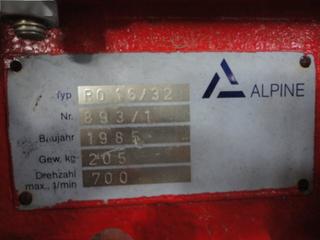 ALPINE
Typ RO 16/32
Nr. 893/1
Baujahr 1985
Gew. kg 205
Drehzahl max., 1/min 700